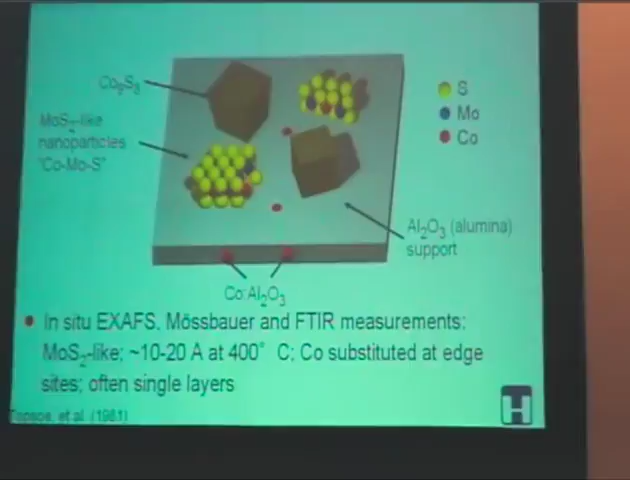 Co9S8
S
Mo
Co
MoS2-like
nanoparticles
"Co-Mo-S"
Al2O3 (alumina)
support
Co:Al2O3
• In situ EXAFS, Mössbauer and FTIR measurements:
MoS2-like; ~10-20 A at 400° C; Co substituted at edge
sites; often single layers
Topsøe, et al. (1981)